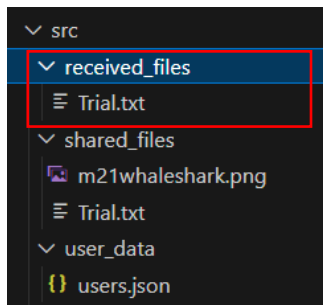 src
received_files
Trial.txt
shared_files
m21whaleshark.png
Trial.txt
user_data
{} users.json